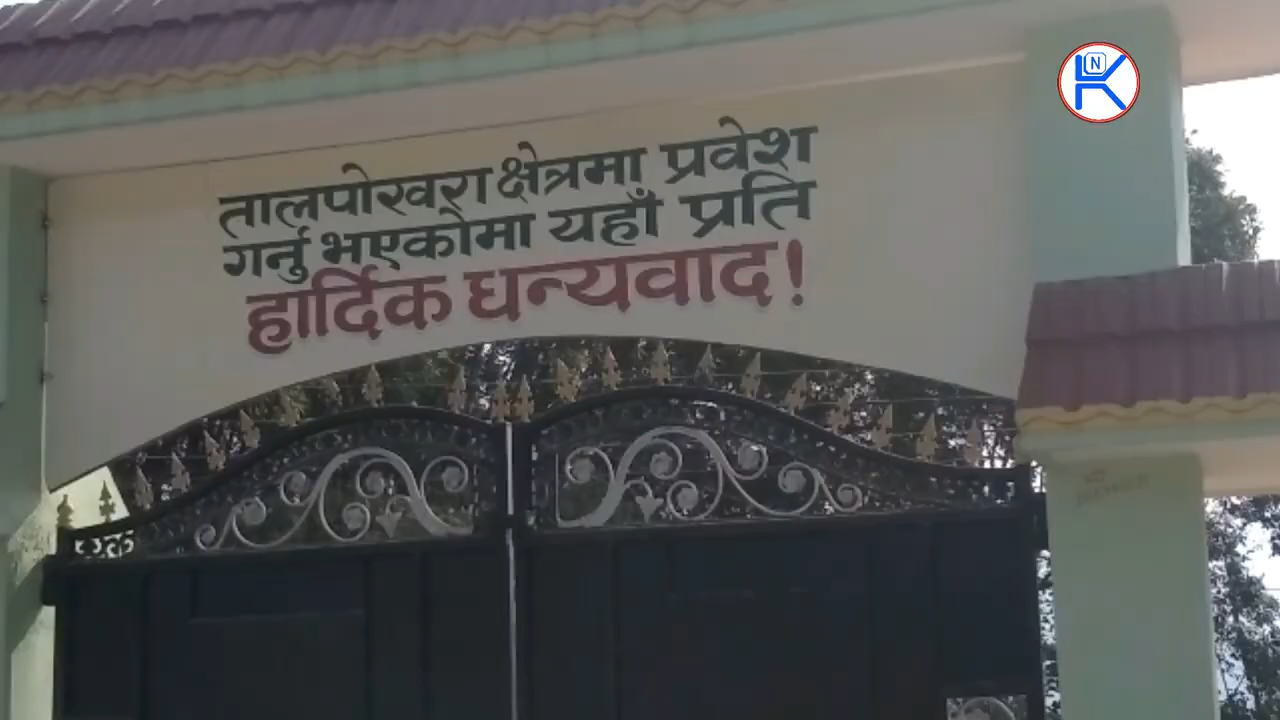 तालपोखरा क्षेत्रमा प्रवेश
गर्नु भएकोमा यहाँ प्रति
हार्दिक धन्यवाद!
N
K